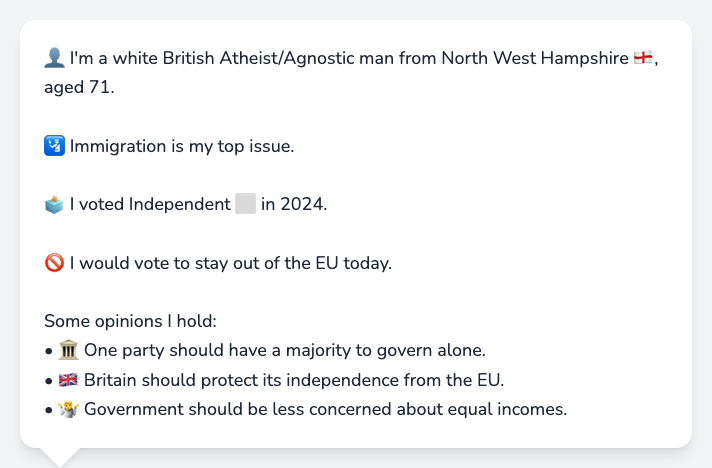 👤 I'm a white British Atheist/Agnostic man from North West Hampshire 🏴󠁧󠁢󠁥󠁮󠁧󠁿,
aged 71.
🛂 Immigration is my top issue.
🗳️ I voted Independent ⬜ in 2024.
🚫 I would vote to stay out of the EU today.
Some opinions I hold:
• 🏛️ One party should have a majority to govern alone.
• 🇬🇧 Britain should protect its independence from the EU.
• 🤷 Government should be less concerned about equal incomes.